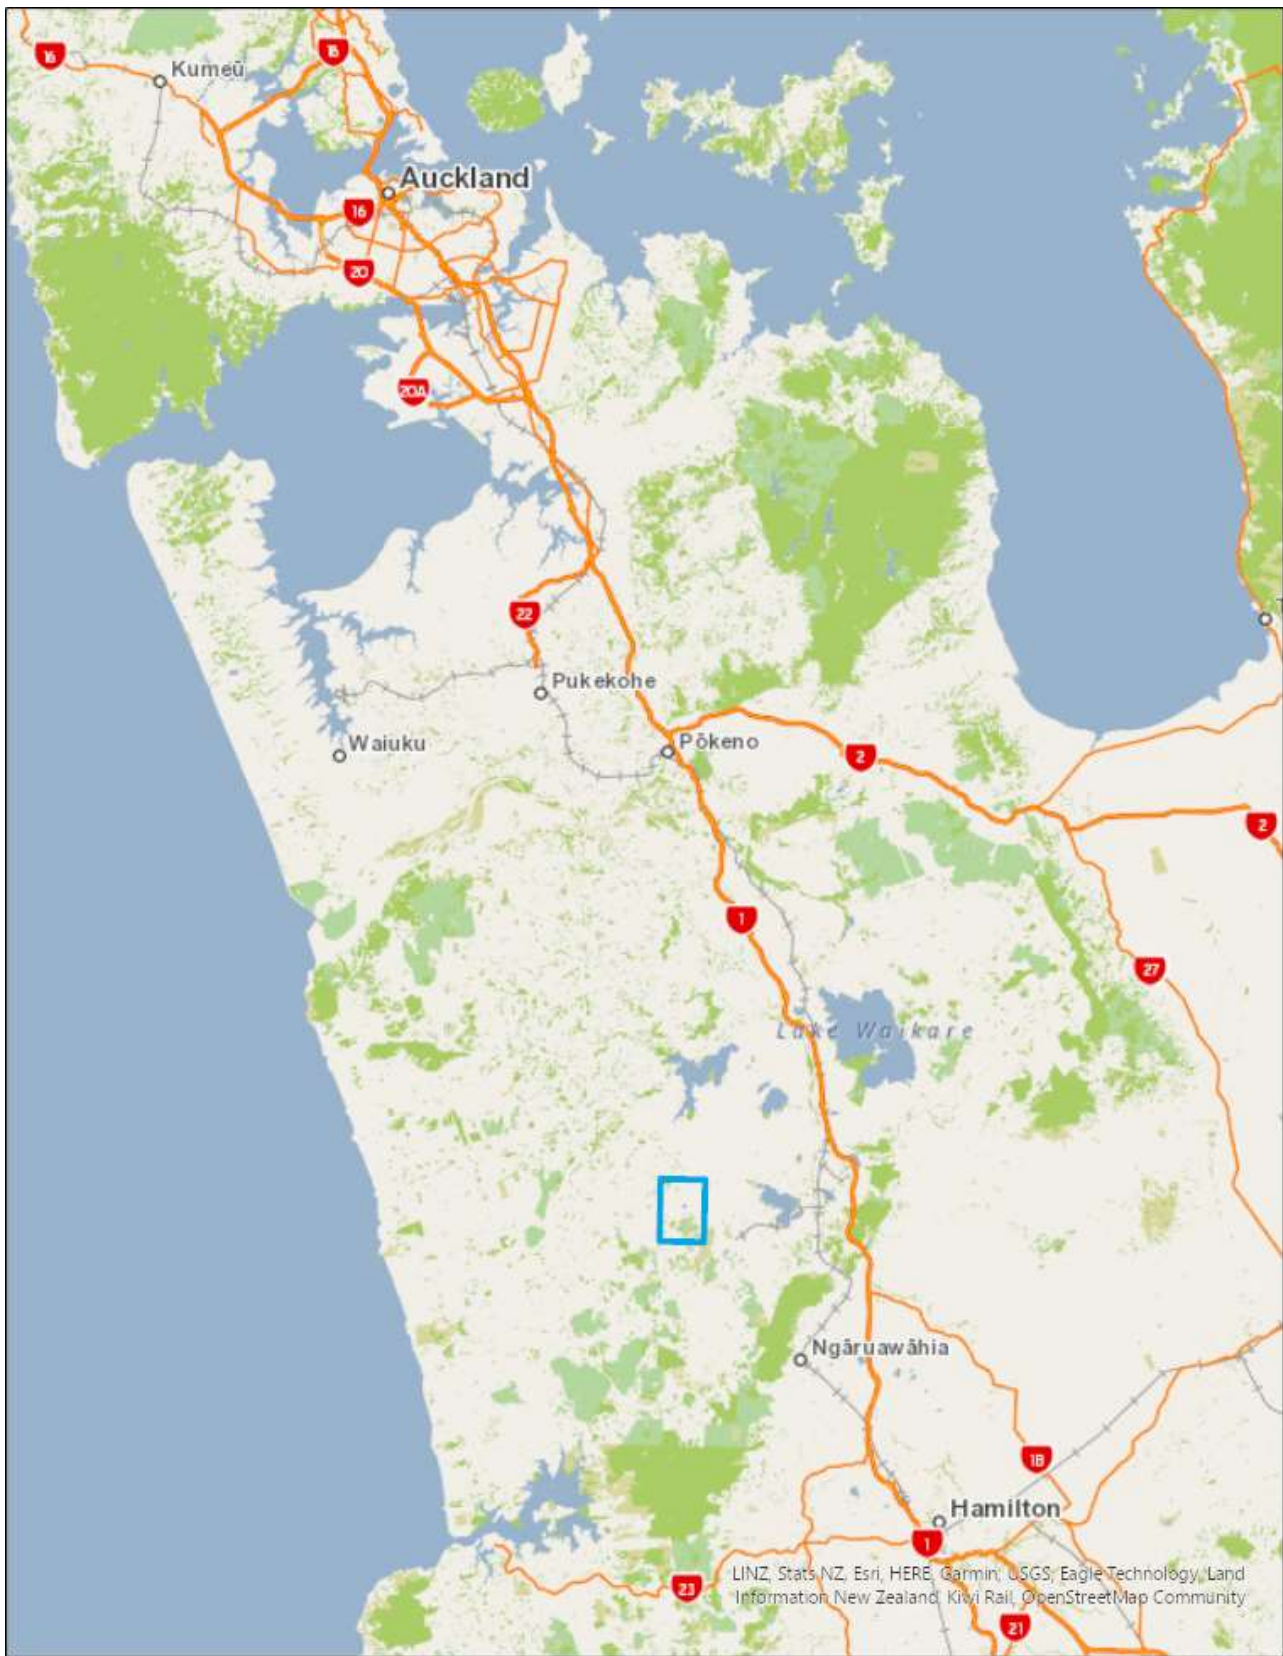 16
Kumeū
18
Auckland
16
20
20A
22
Pukekohe
Pōkeno
Waiuku
2
2
1
27
Lake Waikare
Ngāruawāhia
1B
Hamilton
1
LINZ, Stats NZ, Esri, HERE, Garmin, USGS, Eagle Technology, Land
23
Information New Zealand, Kiwi Rail, OpenStreetMap Community
21